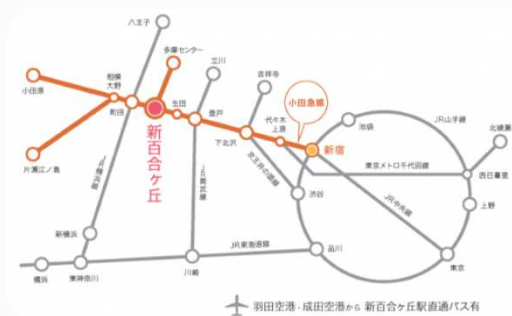 八王子
多摩センター
立川
吉祥寺
小田急線
小田原
相模
大野
町田
生田
登戸
代々木
上原
池袋
JR山手線
北綾瀬
新百合ヶ丘
下北沢
新宿
東京メトロ千代田線
西日暮里
片瀬江ノ島
JR横浜線
JR南武線
京王井の頭線
渋谷
JR中央線
上野
新横浜
JR東海道線
品川
東京
横浜
東神奈川
川崎
羽田空港・成田空港から 新百合ヶ丘駅直通バス有